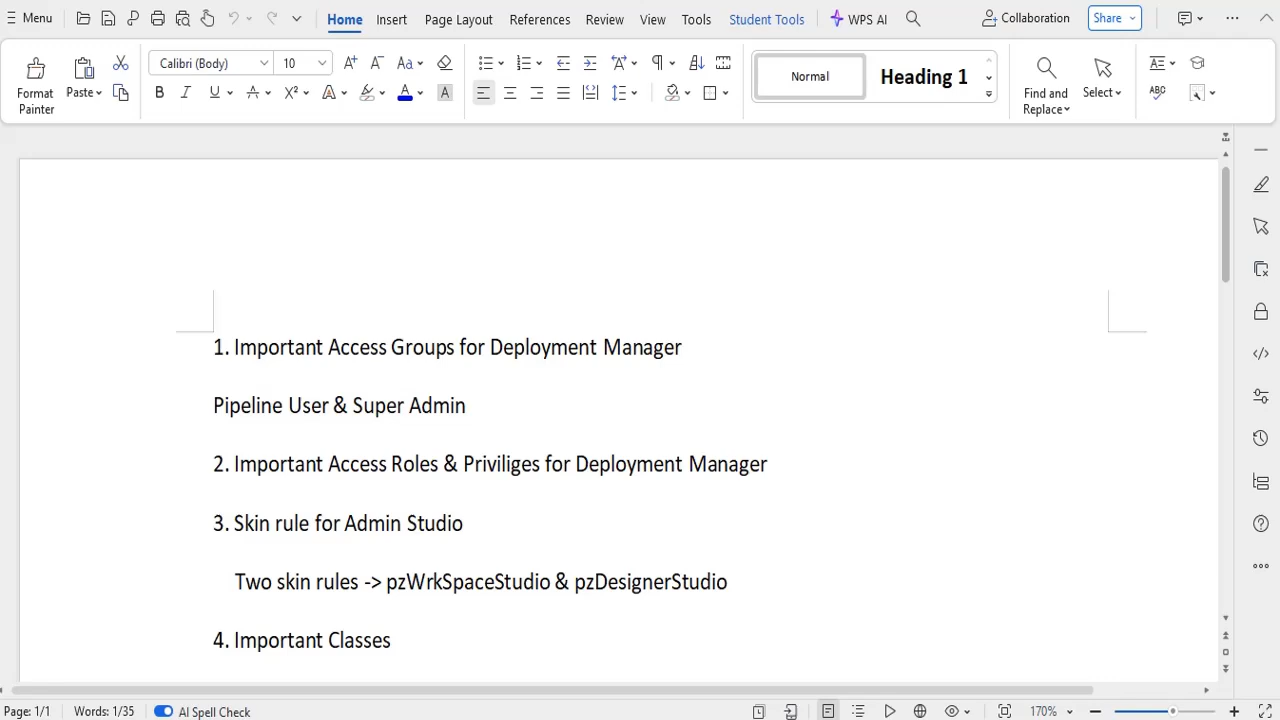 Menu Home Insert Page Layout References Review View Tools Student Tools WPS AI Collaboration Share
Format Painter
Paste
Calibri (Body) 10
Normal
Heading 1
Find and Replace
Select
1. Important Access Groups for Deployment Manager
Pipeline User & Super Admin
2. Important Access Roles & Priviliges for Deployment Manager
3. Skin rule for Admin Studio
Two skin rules -> pzWrkSpaceStudio & pzDesignerStudio
4. Important Classes
Page: 1/1 Words: 1/35 AI Spell Check 170%